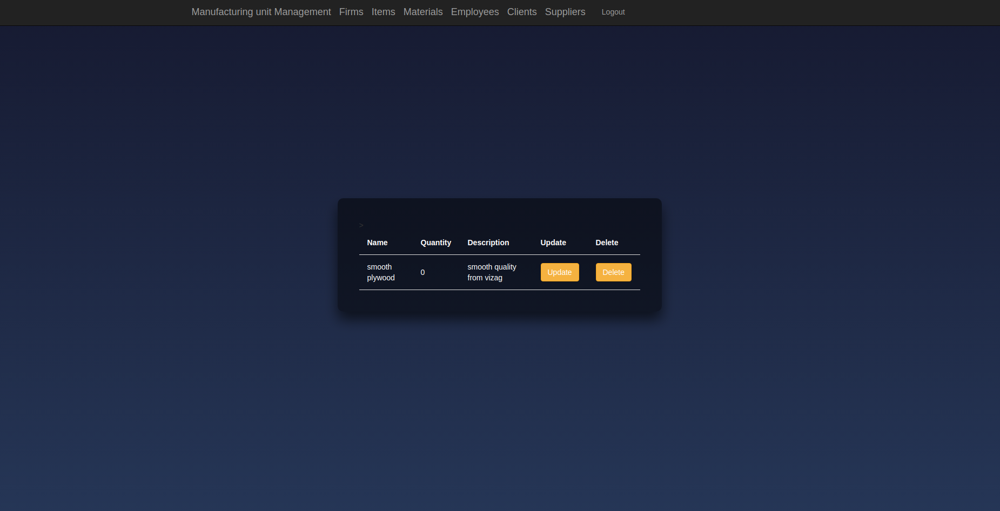 Manufacturing unit Management Firms Items Materials Employees Clients Suppliers Logout
>
Name Quantity Description Update Delete
smooth plywood 0 smooth quality from vizag Update Delete